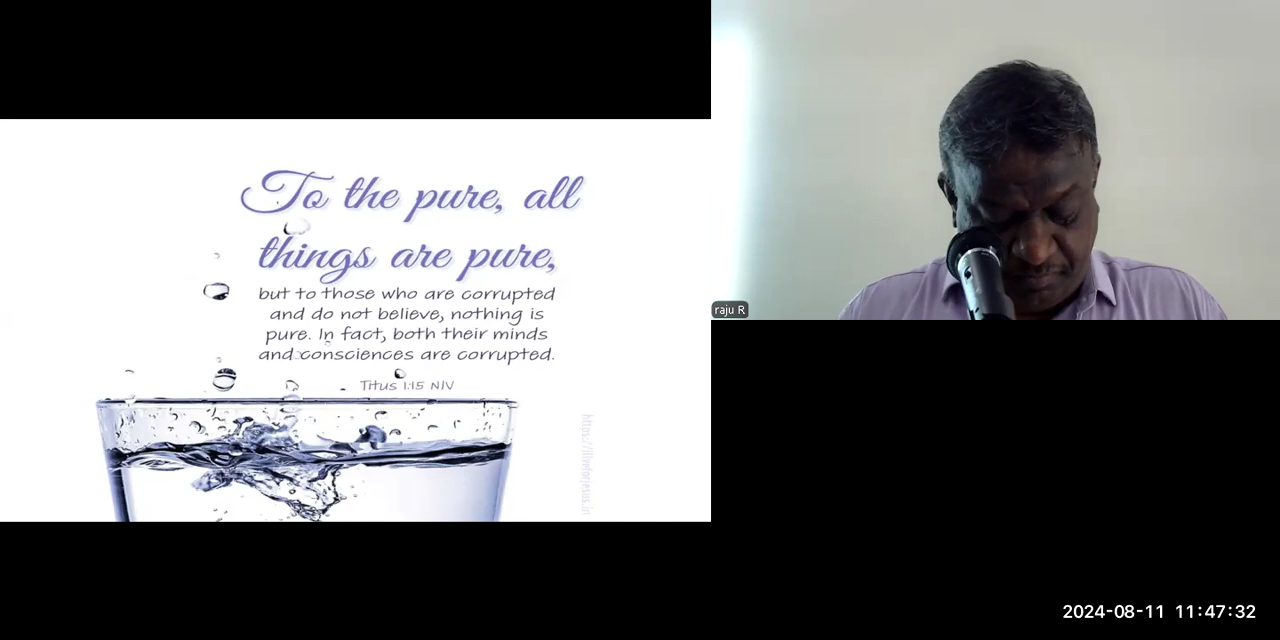 To the pure, all
things are pure,
but to those who are corrupted
and do not believe, nothing is
pure. In fact, both their minds
and consciences are corrupted.
Titus 1:15 NIV
raju R
2024-08-11 11:47:32